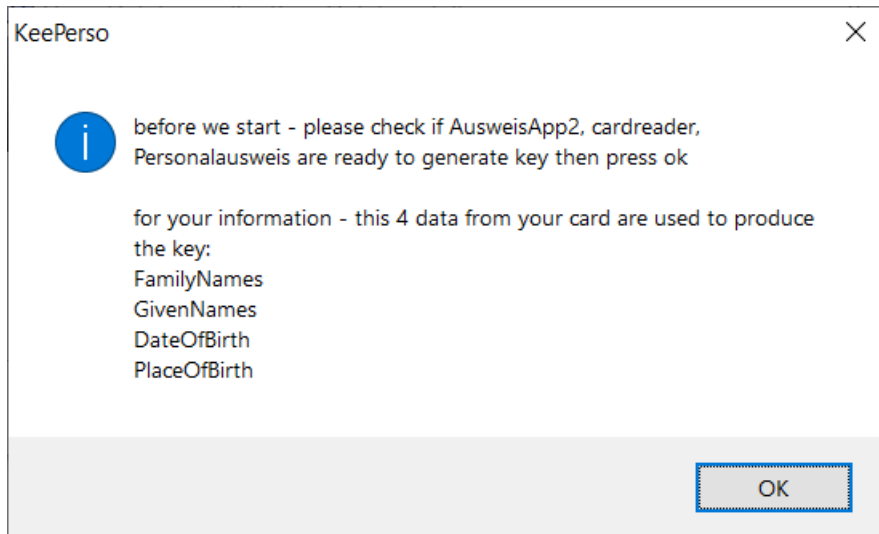 KeePerso
before we start - please check if AusweisApp2, cardreader,
Personalausweis are ready to generate key then press ok
for your information - this 4 data from your card are used to produce
the key:
FamilyNames
GivenNames
DateOfBirth
PlaceOfBirth
OK